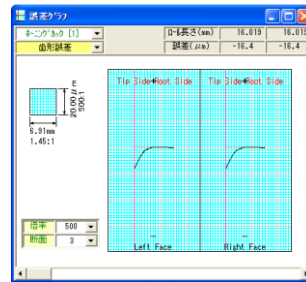 誤差グラフ
ホーニングカック [1]
歯形誤差
ロール長さ(mm) 16.019 16.019
誤差(μm) -16.4 -16.4
Tip Side+Root Side Tip Side+Root Side
20.00μm
500:1
6.91mm
1.45:1
倍率 500
断面 3
Left Face Right Face